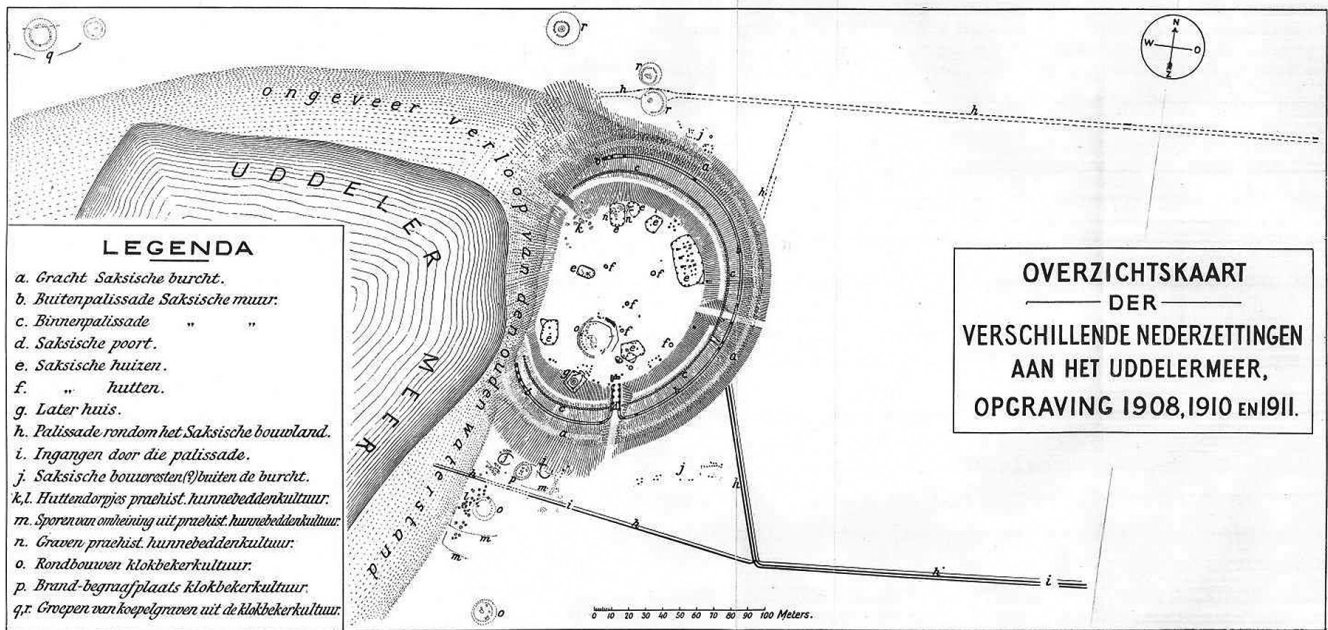 q
r
r
r
N
W
O
Z
h
h
j
ongeveer verloop van den ouden waterstand
UDDELER MEER
LEGENDA
a. Gracht Saksische burcht.
b. Buitenpalissade Saksische muur.
c. Binnenpalissade " "
d. Saksische poort.
e. Saksische huizen.
f. " hutten.
g. Later huis.
h. Palissade rondom het Saksische bouwland.
i. Ingangen door die palissade.
j. Saksische bouwresten(?) buiten de burcht.
k,l. Huttendorpjes praehist. hunnebeddenkultuur.
m. Sporen van omheining uit praehist. hunnebeddenkultuur.
n. Graven praehist. hunnebeddenkultuur.
o. Rondbouwen klokbekerkultuur.
p. Brand-begraafplaats klokbekerkultuur.
q,r. Groepen van koepelgraven uit de klokbekerkultuur.
OVERZICHTSKAART
DER
VERSCHILLENDE NEDERZETTINGEN
AAN HET UDDELERMEER,
OPGRAVING 1908, 1910 EN 1911.
a
b
c
h
k
n
n
e
e
e
e
e
f
f
f
f
f
b
c
o
e
g
a
b
c
a
j
h
p
m
i
h
h
m
m
o
o
h
i
0 10 20 30 40 50 60 70 80 90 100 Meters.